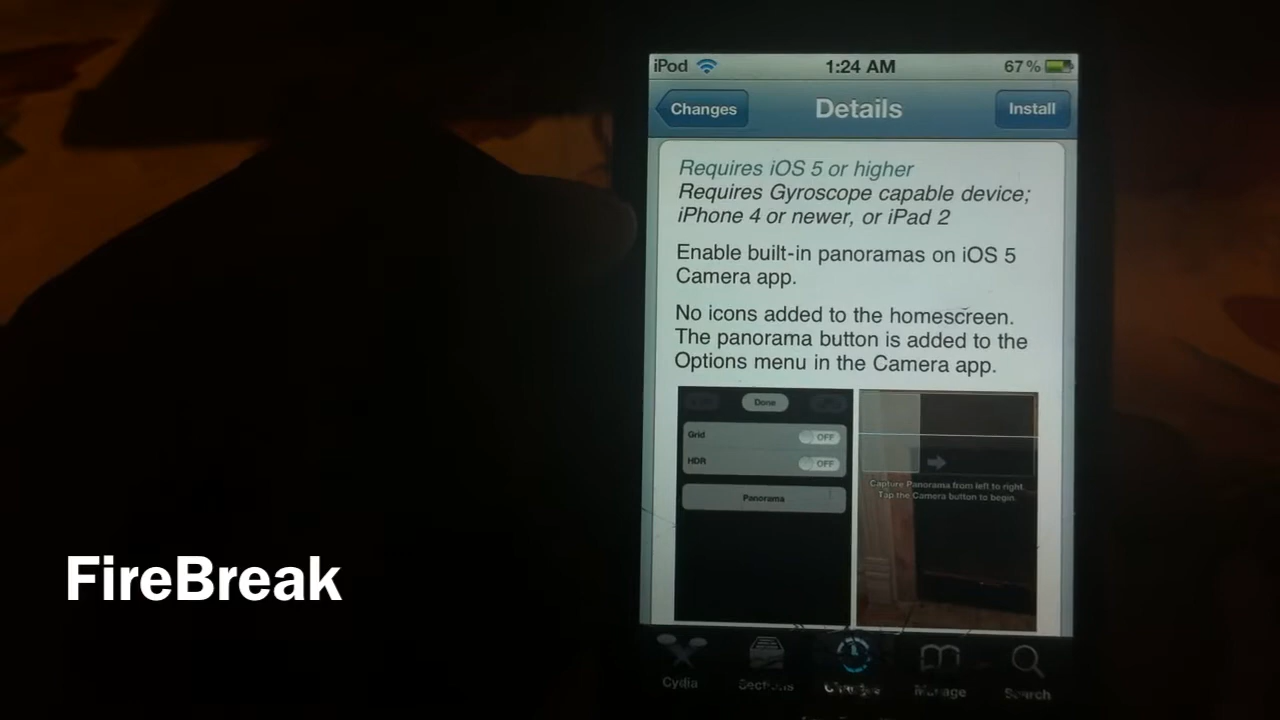 iPod
1:24 AM
67%
Changes
Details
Install
Requires iOS 5 or higher
Requires Gyroscope capable device;
iPhone 4 or newer, or iPad 2
Enable built-in panoramas on iOS 5
Camera app.
No icons added to the homescreen.
The panorama button is added to the
Options menu in the Camera app.
Done
Grid
OFF
HDR
OFF
Panorama
Capture Panorama from left to right.
Tap the Camera button to begin.
FireBreak
Cydia
Sections
Changes
Manage
Search